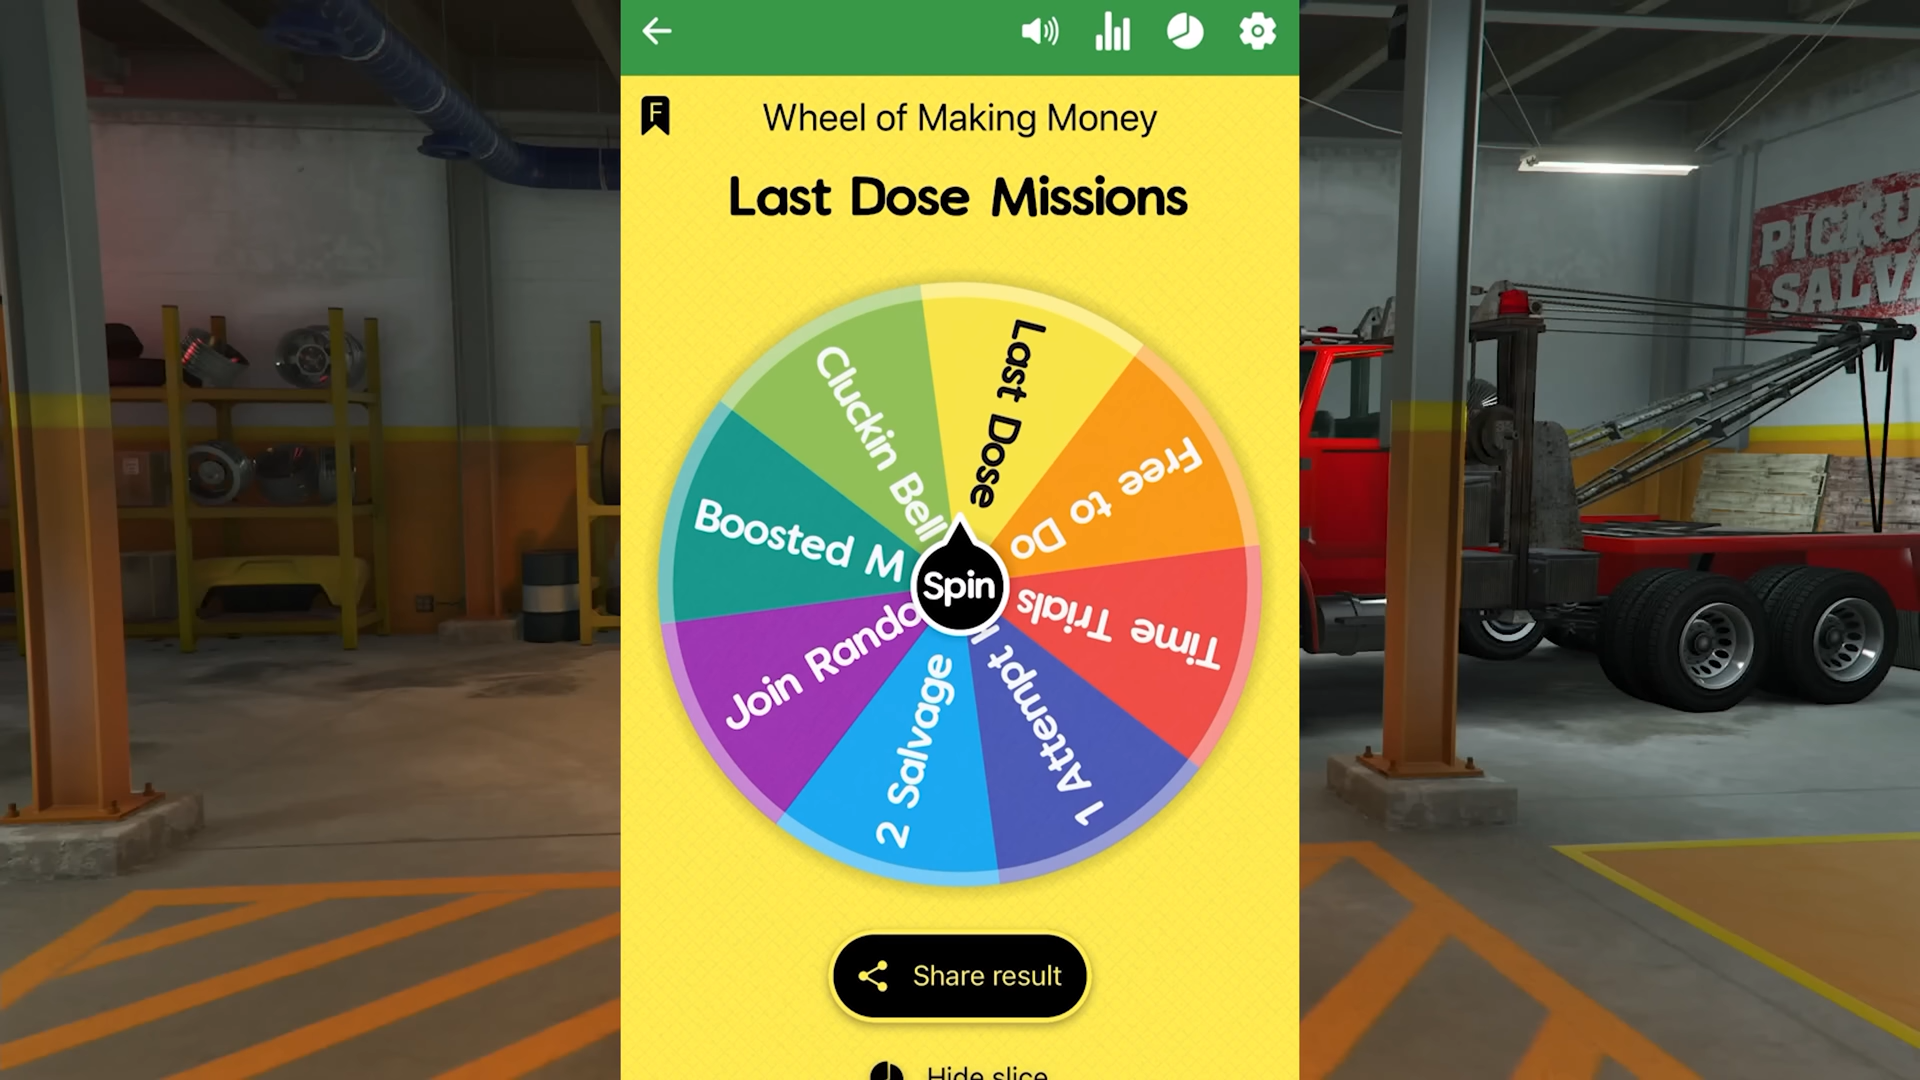 F
Wheel of Making Money
Last Dose Missions
Last Dose
Free to Do
Time Trials
1 Attempt
2 Salvage
Join Rando
Boosted M
Cluckin Bell
Spin
Share result
Hide slice
PICKU
SALVA